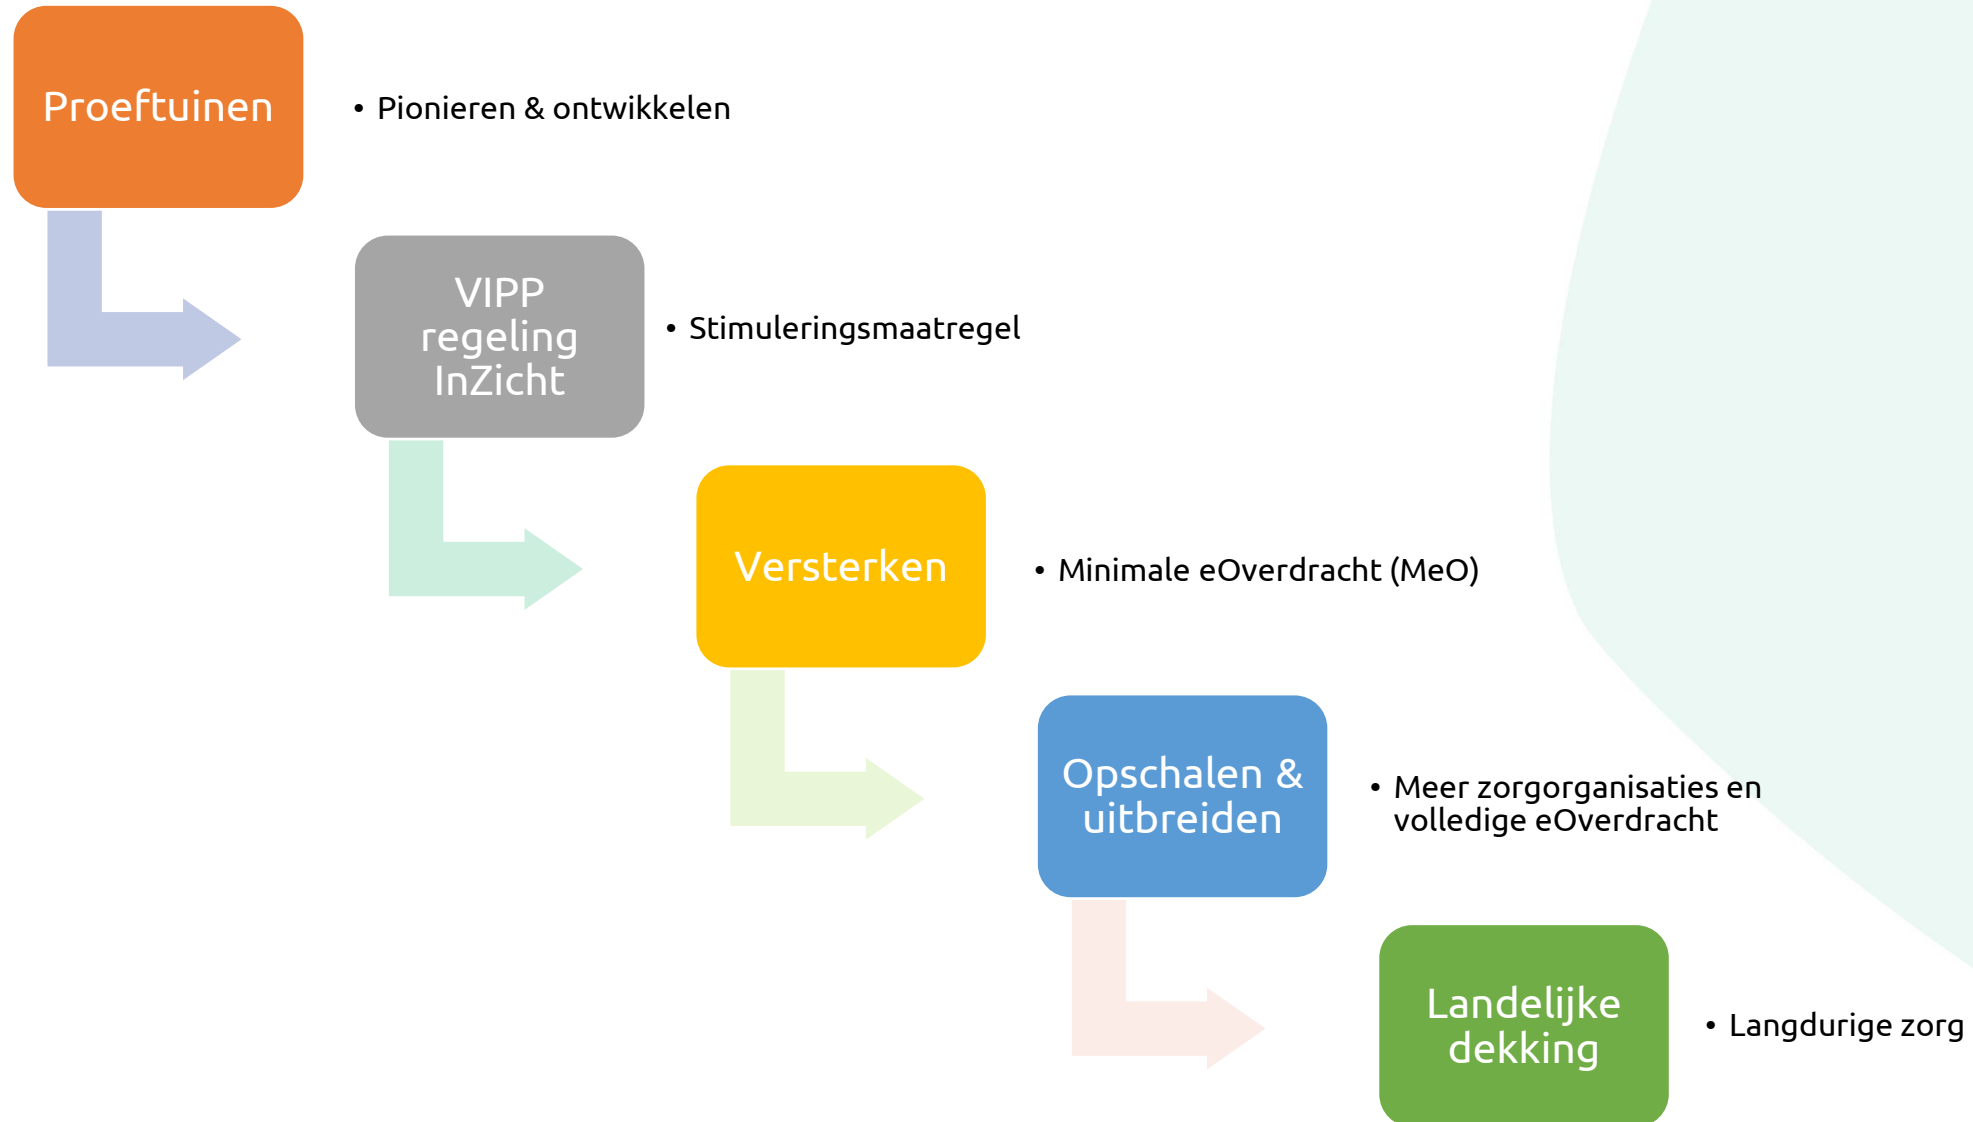 Proeftuinen
• Pionieren & ontwikkelen
VIPP
regeling
InZicht
• Stimuleringsmaatregel
Versterken
• Minimale eOverdracht (MeO)
Opschalen &
uitbreiden
• Meer zorgorganisaties en
volledige eOverdracht
Landelijke
dekking
• Langdurige zorg